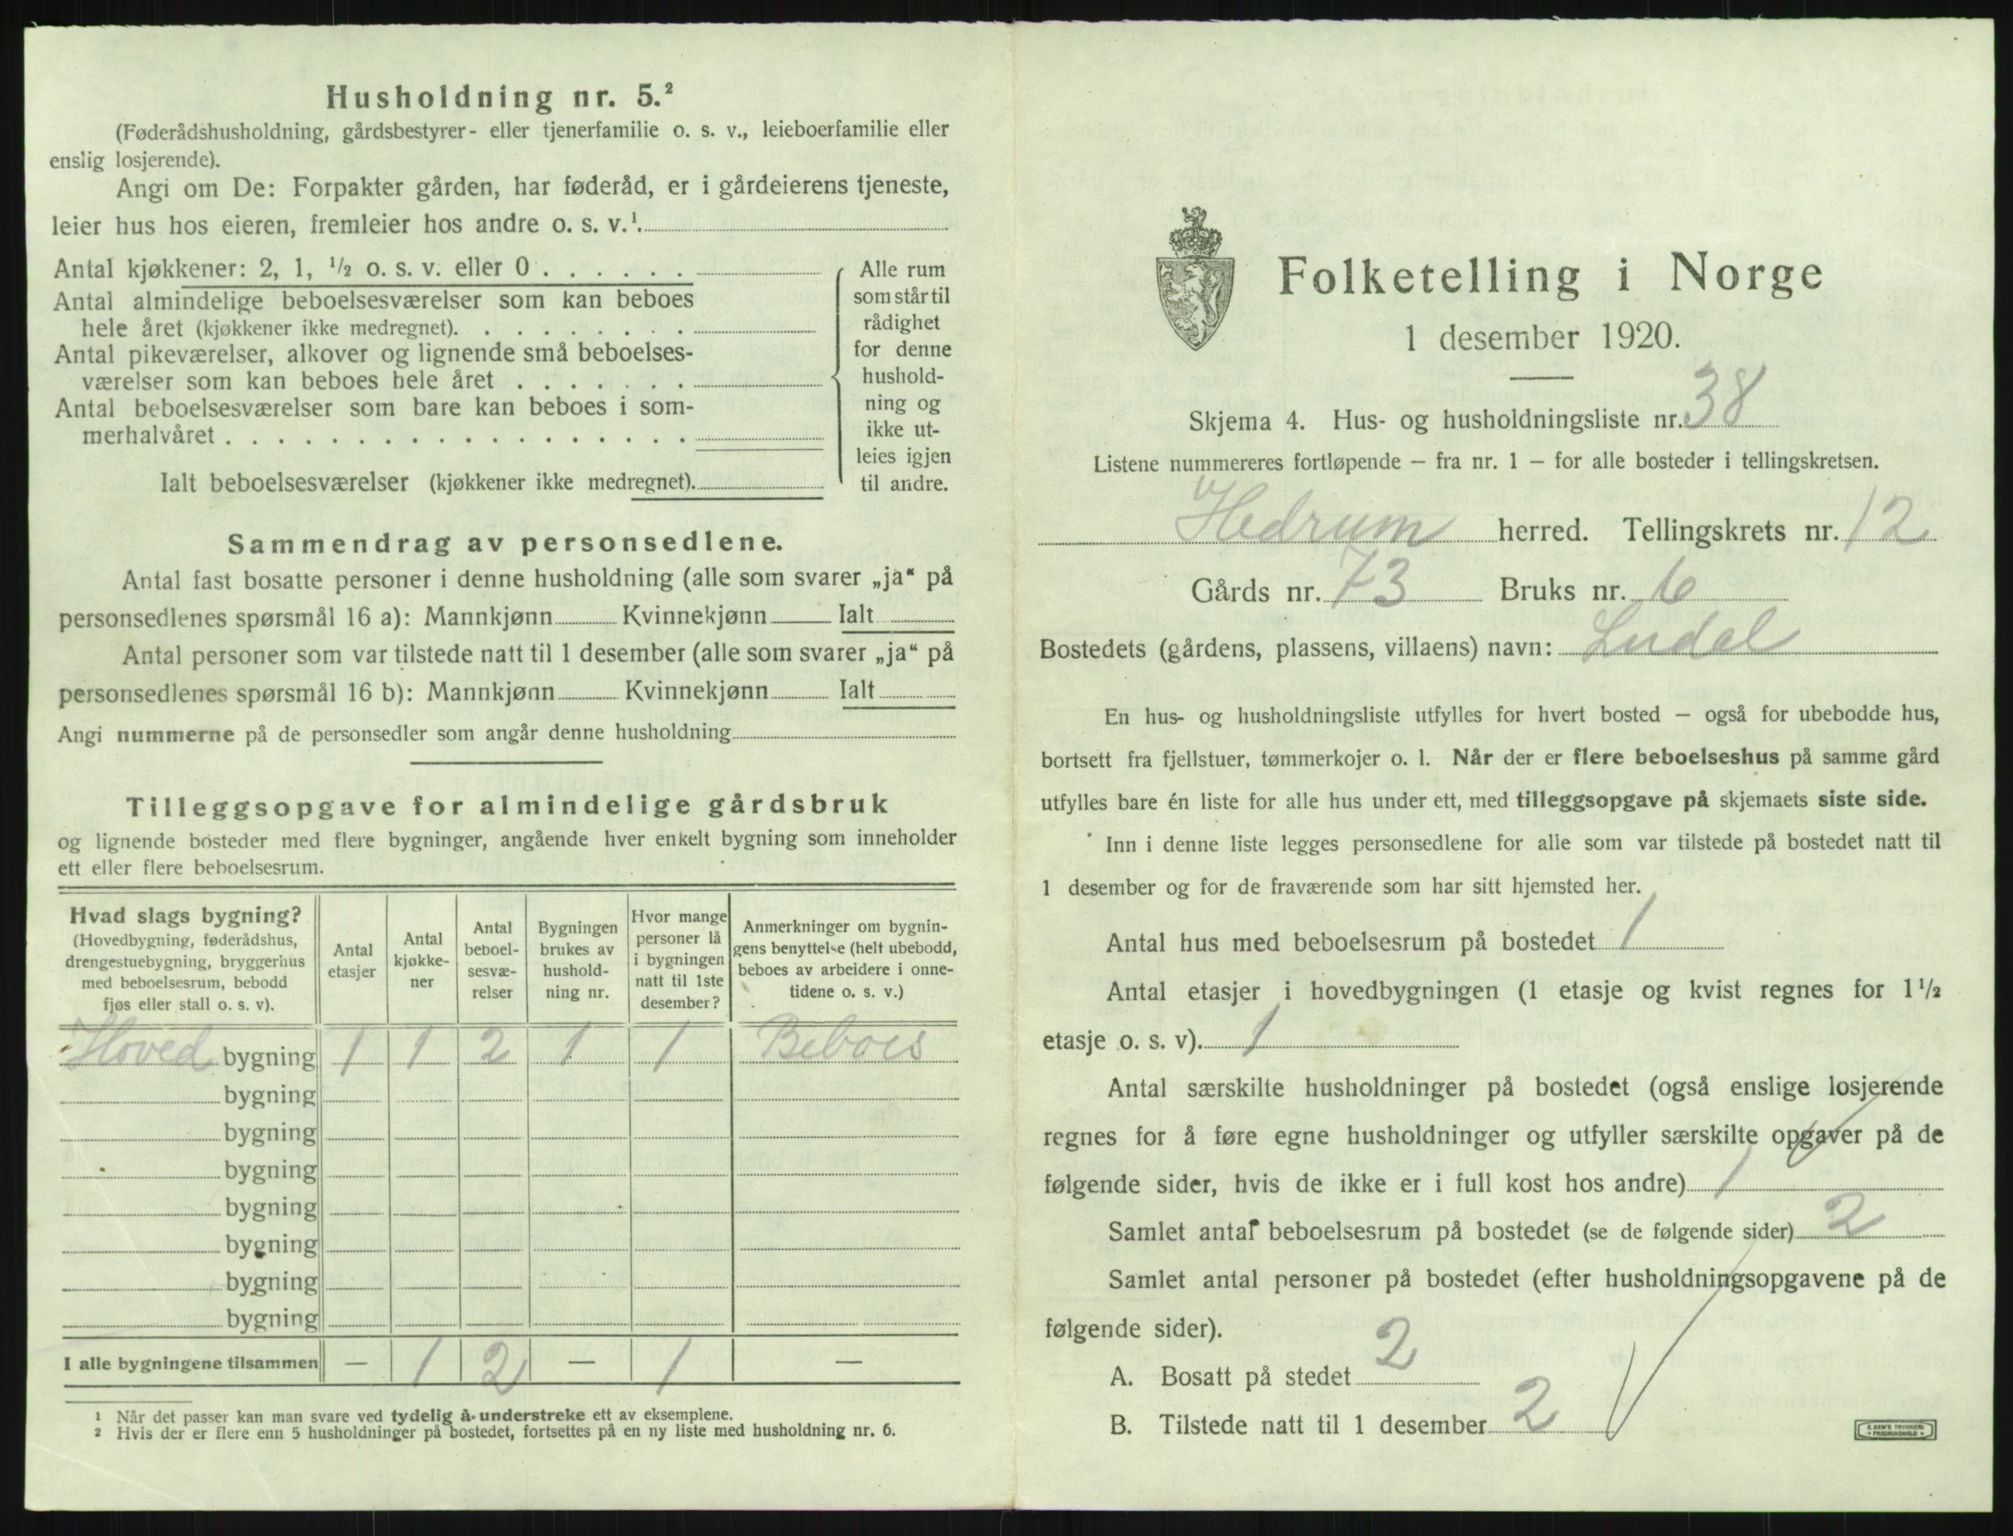 Husholdning nr. 5.²
(Føderådshusholdning, gårdsbestyrer- eller tjenerfamilie o. s. v., leieboerfamilie eller
enslig losjerende).
Angi om De: Forpakter gården, har føderåd, er i gårdeierens tjeneste,
leier hus hos eieren, fremleier hos andre o. s. v.¹.
Antal kjøkkener: 2, 1, ½ o. s. v. eller 0 . . . . . .
Antal almindelige beboelsesværelser som kan beboes
hele året (kjøkkener ikke medregnet). . . . . . . . .
Antal pikeværelser, alkover og lignende små beboelses-
værelser som kan beboes hele året . . . . . . .
Antal beboelsesværelser som bare kan beboes i som-
merhalvåret . . . . . . . . . . . . . . . . . .
Ialt beboelsesværelser (kjøkkener ikke medregnet).
Alle rum
som står til
rådighet
for denne
hushold-
ning og
ikke ut-
leies igjen
til andre.
Sammendrag av personsedlene.
Antal fast bosatte personer i denne husholdning (alle som svarer „ja“ på
personsedlenes spørsmål 16 a): Mannkjønn Kvinnekjønn Ialt
Antal personer som var tilstede natt til 1 desember (alle som svarer „ja“ på
personsedlenes spørsmål 16 b): Mannkjønn Kvinnekjønn Ialt
Angi nummerne på de personsedler som angår denne husholdning
Tilleggsopgave for almindelige gårdsbruk
og lignende bosteder med flere bygninger, angående hver enkelt bygning som inneholder
ett eller flere beboelsesrum.
Hvad slags bygning?
(Hovedbygning, føderådshus,
drengestuebygning, bryggerhus
med beboelsesrum, bebodd
fjøs eller stall o. s. v).
Antal
etasjer
Antal
kjøkke-
ner
Antal
beboel-
sesvæ-
relser
Bygningen
brukes av
hushold-
ning nr.
Hvor mange
personer lå
i bygningen
natt til 1ste
desember?
Anmerkninger om bygnin-
gens benyttelse (helt ubebodd,
beboes av arbeidere i onne-
tidene o. s. v.)
Hoved bygning 1 1 2 1 1 Beboes
bygning
bygning
bygning
bygning
bygning
bygning
bygning
I alle bygningene tilsammen — 1 2 — 1 —
¹ Når det passer kan man svare ved tydelig å understreke ett av eksemplene.
² Hvis der er flere enn 5 husholdninger på bostedet, fortsettes på en ny liste med husholdning nr. 6.
Folketelling i Norge
1 desember 1920.
Skjema 4. Hus- og husholdningsliste nr. 38
Listene nummereres fortløpende – fra nr. 1 – for alle bosteder i tellingskretsen.
Hedrum herred. Tellingskrets nr. 12
Gårds nr. 73 Bruks nr. 6
Bostedets (gårdens, plassens, villaens) navn: Lndal
En hus- og husholdningsliste utfylles for hvert bosted – også for ubebodde hus,
bortsett fra fjellstuer, tømmerkojer o. l. Når der er flere beboelseshus på samme gård
utfylles bare én liste for alle hus under ett, med tilleggsopgave på skjemaets siste side.
Inn i denne liste legges personsedlene for alle som var tilstede på bostedet natt til
1 desember og for de fraværende som har sitt hjemsted her.
Antal hus med beboelsesrum på bostedet 1
Antal etasjer i hovedbygningen (1 etasje og kvist regnes for 1½
etasje o. s. v). 1
Antal særskilte husholdninger på bostedet (også enslige losjerende
regnes for å føre egne husholdninger og utfyller særskilte opgaver på de
følgende sider, hvis de ikke er i full kost hos andre) 1
Samlet antal beboelsesrum på bostedet (se de følgende sider) 2
Samlet antal personer på bostedet (efter husholdningsopgavene på de
følgende sider).
A. Bosatt på stedet 2
B. Tilstede natt til 1 desember 2